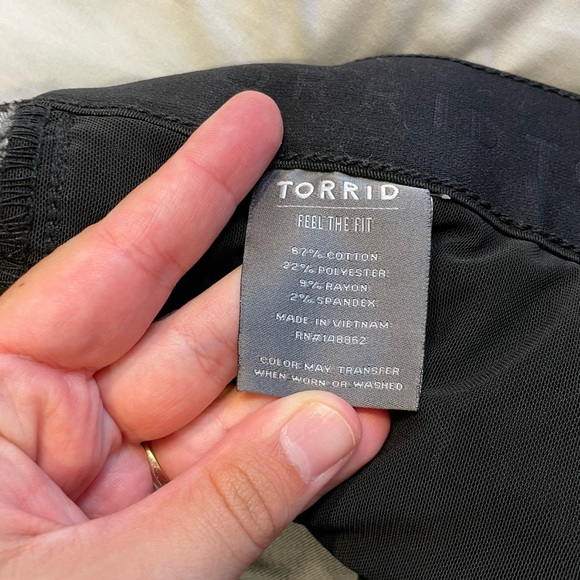 TORRID
FEEL THE FIT
67% COTTON
22% POLYESTER
9% RAYON
2% SPANDEX
MADE IN VIETNAM
RN#148862
COLOR MAY TRANSFER
WHEN WORN OR WASHED